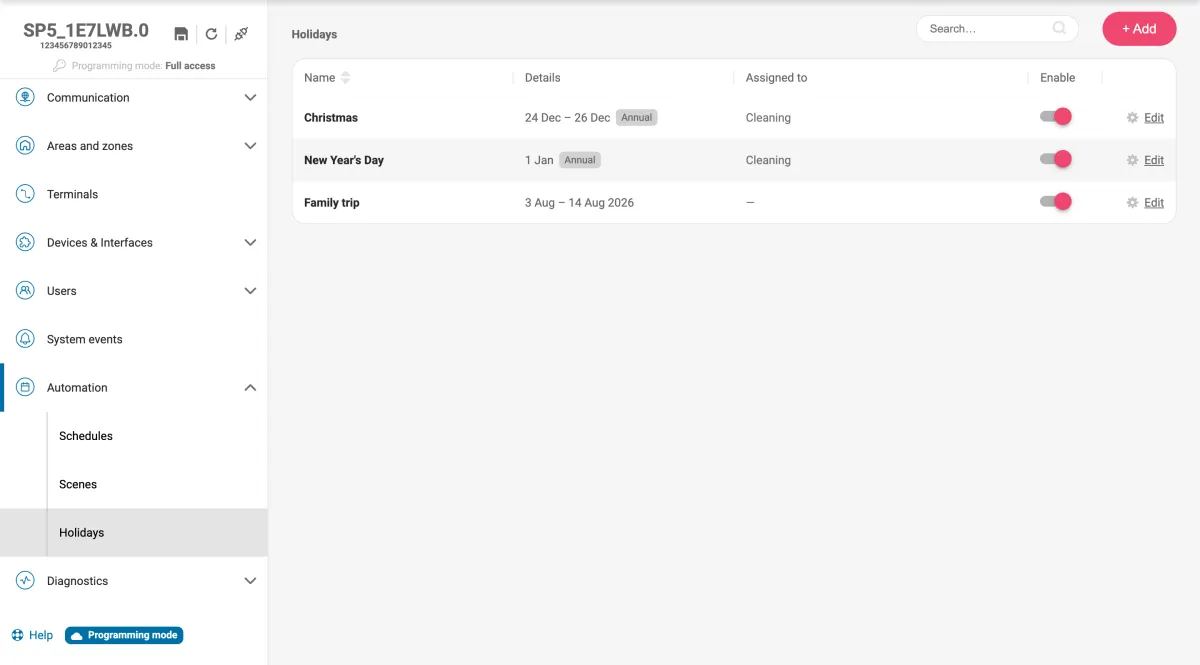 SP5_1E7LWB.0
123456789012345
Programming mode: Full access
Communication
Areas and zones
Terminals
Devices & Interfaces
Users
System events
Automation
Schedules
Scenes
Holidays
Diagnostics
Help Programming mode
Holidays Search... + Add
Name Details Assigned to Enable
Christmas 24 Dec – 26 Dec Annual Cleaning Edit
New Year's Day 1 Jan Annual Cleaning Edit
Family trip 3 Aug – 14 Aug 2026 — Edit